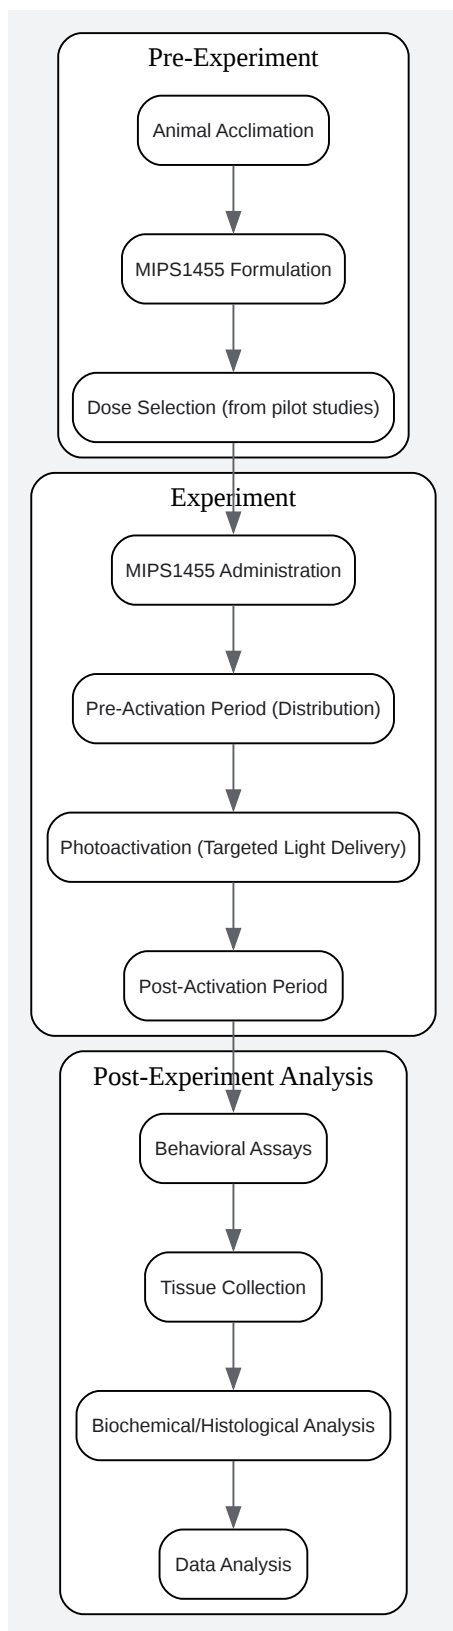 Pre-Experiment
Animal Acclimation
MIPS1455 Formulation
Dose Selection (from pilot studies)
Experiment
MIPS1455 Administration
Pre-Activation Period (Distribution)
Photoactivation (Targeted Light Delivery)
Post-Activation Period
Post-Experiment Analysis
Behavioral Assays
Tissue Collection
Biochemical/Histological Analysis
Data Analysis